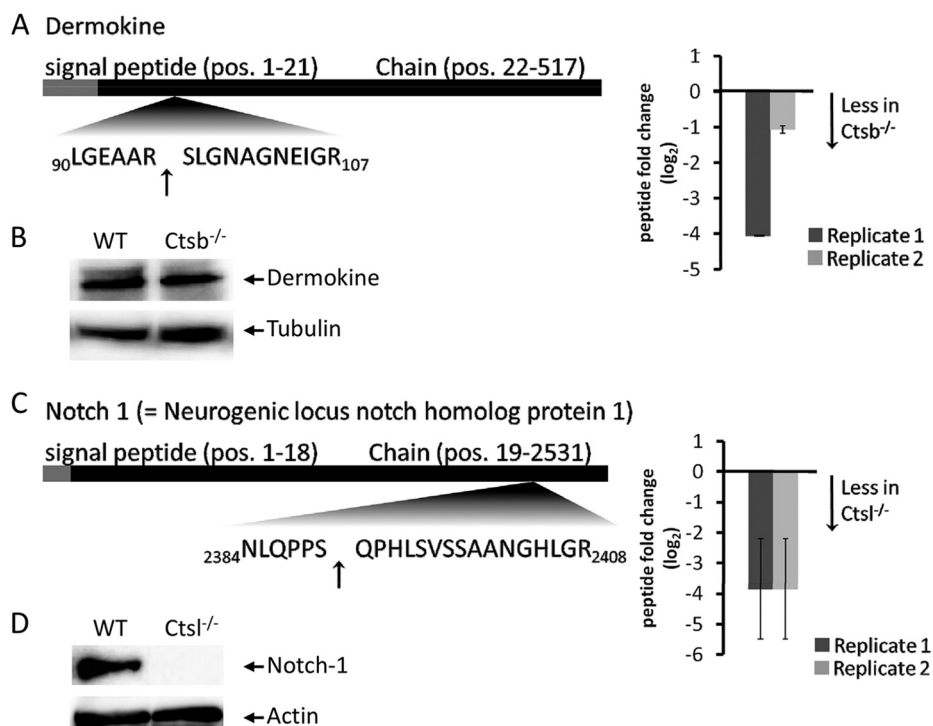 A Dermokine
signal peptide (pos. 1-21) Chain (pos. 22-517)
90LGEAAR SLGNAGNEIGR107
peptide fold change
(log2)
1
0
-1
-2
-3
-4
-5
Less in
Ctsb-/-
Replicate 1
Replicate 2
B
WT Ctsb-/-
Dermokine
Tubulin
C Notch 1 (= Neurogenic locus notch homolog protein 1)
signal peptide (pos. 1-18) Chain (pos. 19-2531)
2384NLQPPS QPHLSVSSAANGHLGR2408
peptide fold change
(log2)
1
0
-1
-2
-3
-4
-5
-6
Less in
Ctsl-/-
Replicate 1
Replicate 2
D
WT Ctsl-/-
Notch-1
Actin